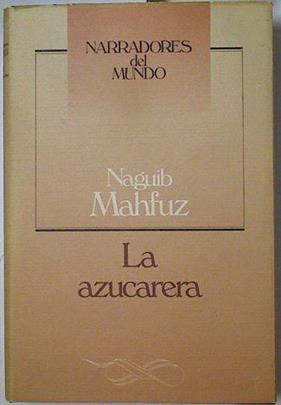 NARRADORES
del
MUNDO
Naguib
Mahfuz
La
azucarera